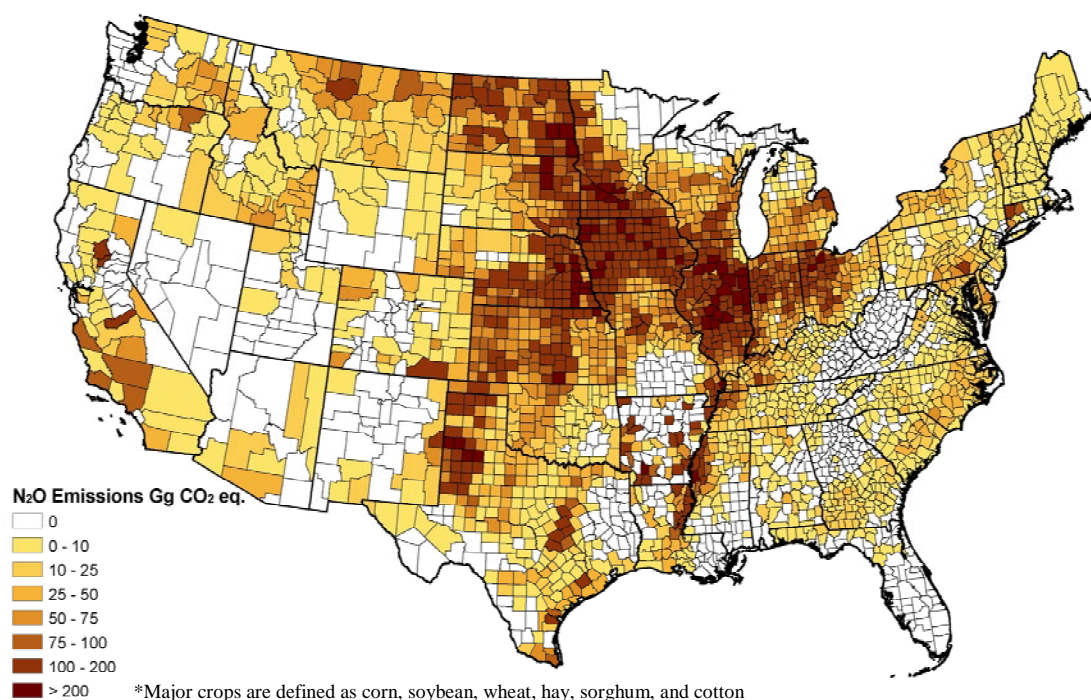 N2O Emissions Gg CO2 eq.
0
0 - 10
10 - 25
25 - 50
50 - 75
75 - 100
100 - 200
> 200
*Major crops are defined as corn, soybean, wheat, hay, sorghum, and cotton